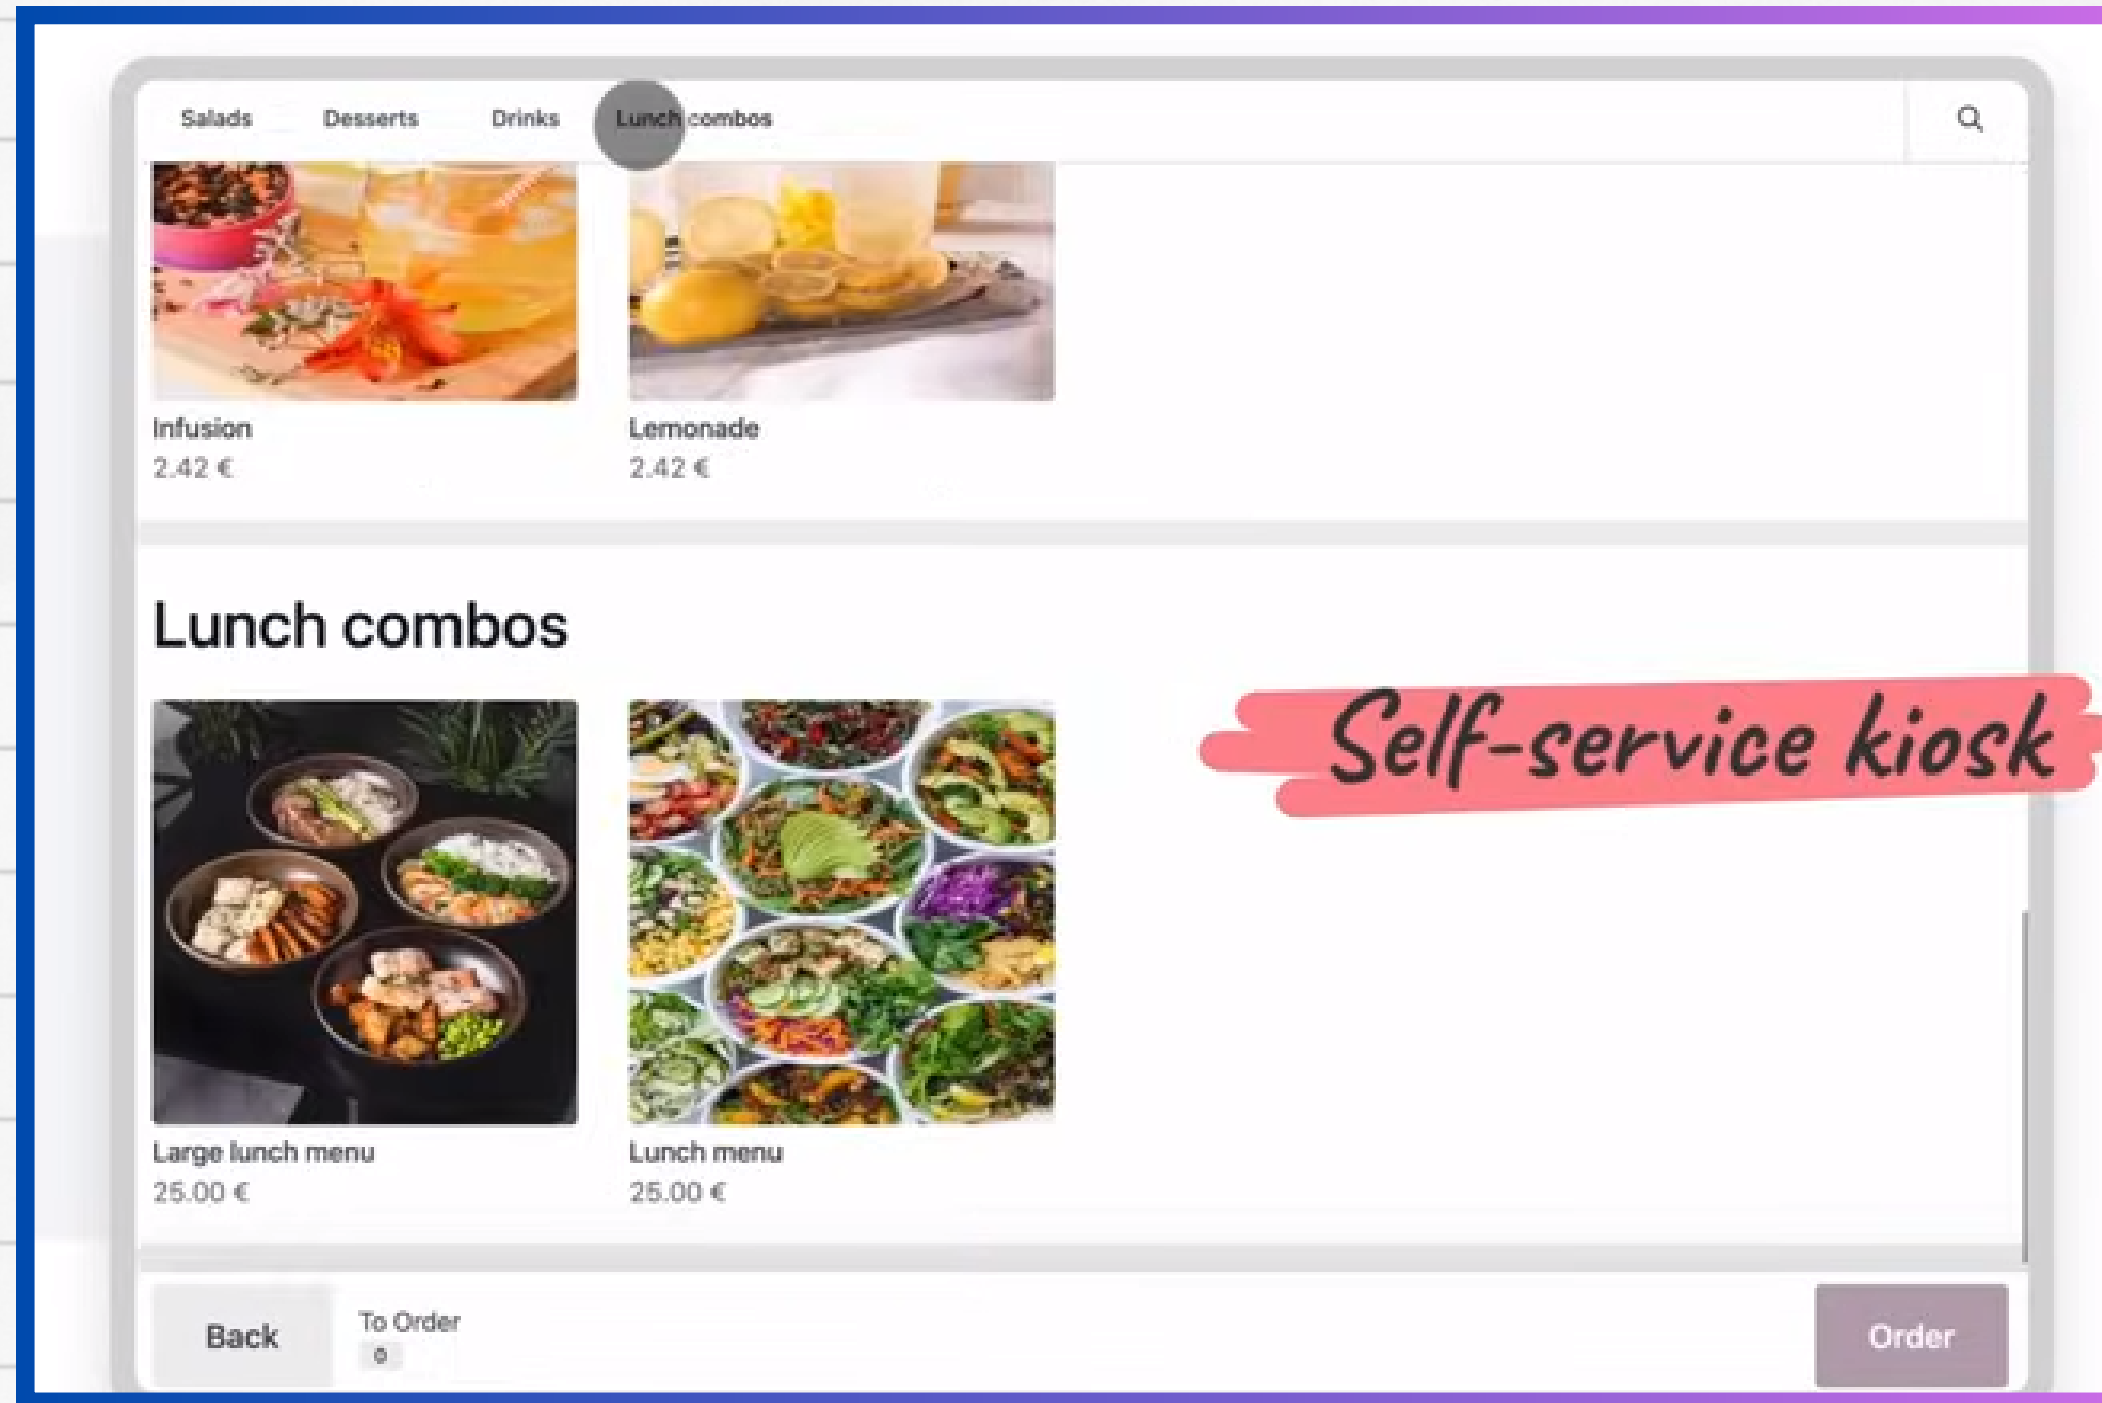 Salads Desserts Drinks Lunch combos
Infusion
2.42 €
Lemonade
2.42 €
Lunch combos
Self-service kiosk
Large lunch menu
25.00 €
Lunch menu
25.00 €
Back
To Order
0
Order